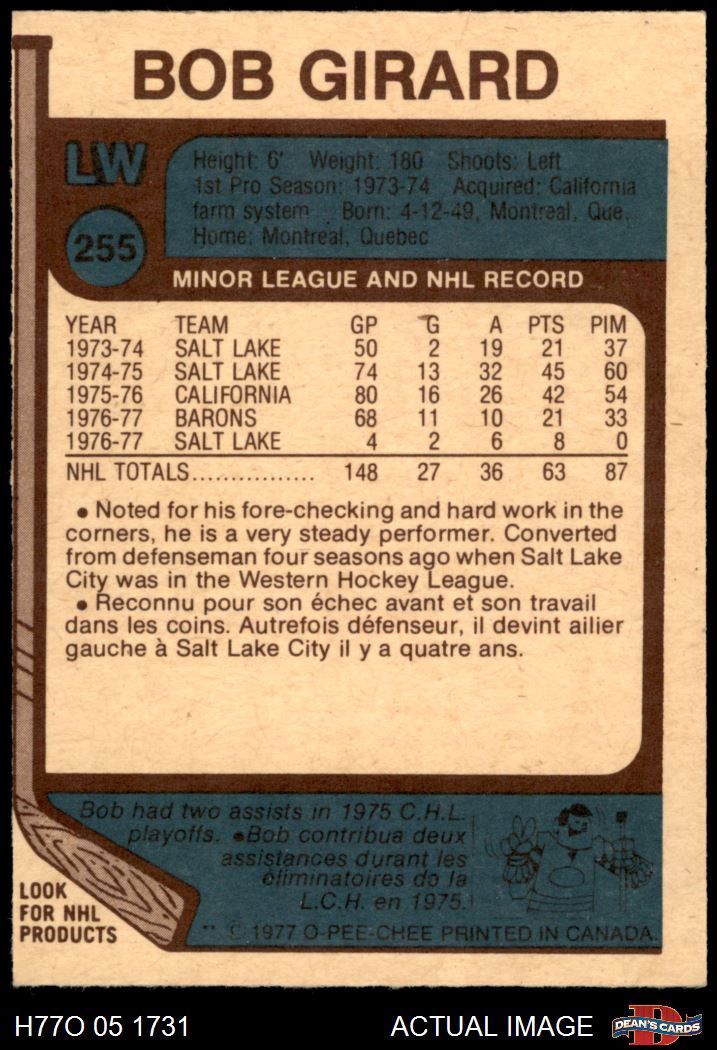 BOB GIRARD
LW
Height: 6' Weight: 180 Shoots: Left
1st Pro Season: 1973-74 Acquired: California
farm system Born: 4-12-49, Montreal, Que.
Home: Montreal, Quebec
255
MINOR LEAGUE AND NHL RECORD
YEAR TEAM GP G A PTS PIM
1973-74 SALT LAKE 50 2 19 21 37
1974-75 SALT LAKE 74 13 32 45 60
1975-76 CALIFORNIA 80 16 26 42 54
1976-77 BARONS 68 11 10 21 33
1976-77 SALT LAKE 4 2 6 8 0
NHL TOTALS................ 148 27 36 63 87
• Noted for his fore-checking and hard work in the
corners, he is a very steady performer. Converted
from defenseman four seasons ago when Salt Lake
City was in the Western Hockey League.
• Reconnu pour son échec avant et son travail
dans les coins. Autrefois défenseur, il devint ailier
gauche à Salt Lake City il y a quatre ans.
Bob had two assists in 1975 C.H.L.
playoffs. •Bob contribua deux
assistances durant les
éliminatoires de la
L.C.H. en 1975.
LOOK
FOR NHL
PRODUCTS
** © 1977 O-PEE-CHEE PRINTED IN CANADA.
H77O 05 1731
ACTUAL IMAGE
D
DEAN'S CARDS